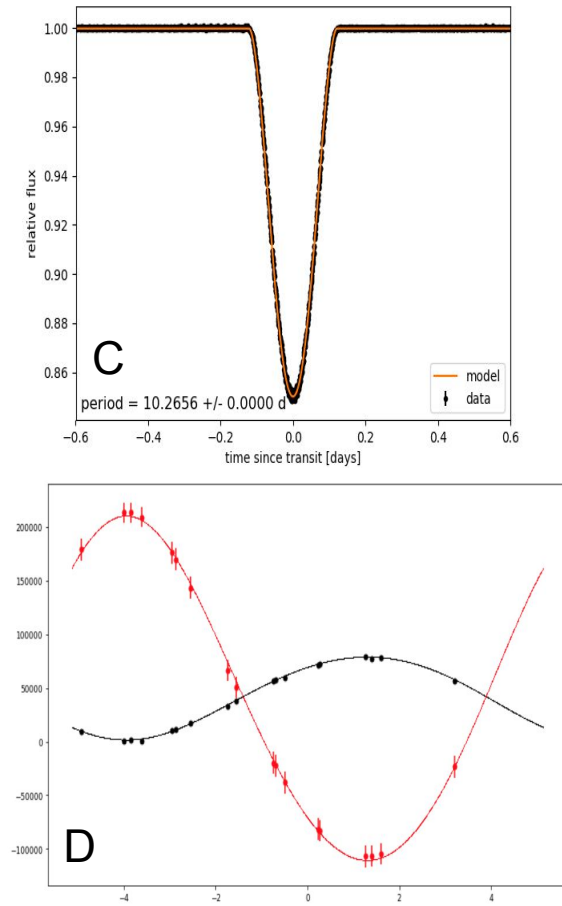 1.00
0.98
0.96
0.94
0.92
0.90
0.88
0.86
relative flux
C
model
data
period = 10.2656 +/- 0.0000 d
−0.6 −0.4 −0.2 0.0 0.2 0.4 0.6
time since transit [days]
200000
150000
100000
50000
0
−50000
−100000
D
−4 −2 0 2 4